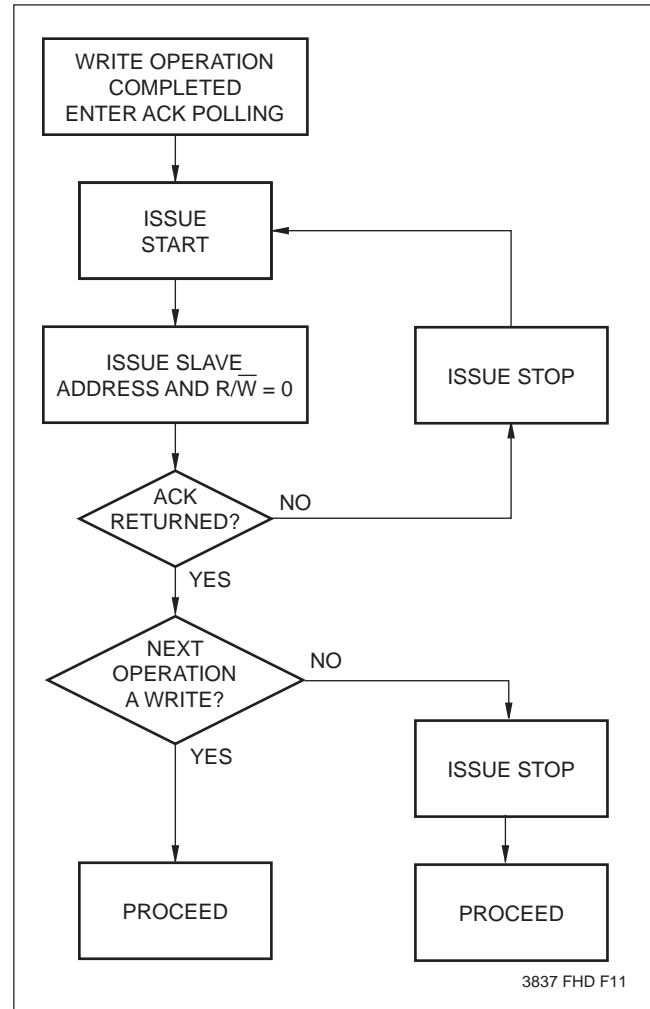 WRITE OPERATION
COMPLETED
ENTER ACK POLLING
ISSUE
START
ISSUE SLAVE
ADDRESS AND R/W̅ = 0
ISSUE STOP
ACK
RETURNED?
NO
YES
NEXT
OPERATION
A WRITE?
NO
YES
ISSUE STOP
PROCEED
PROCEED
3837 FHD F11